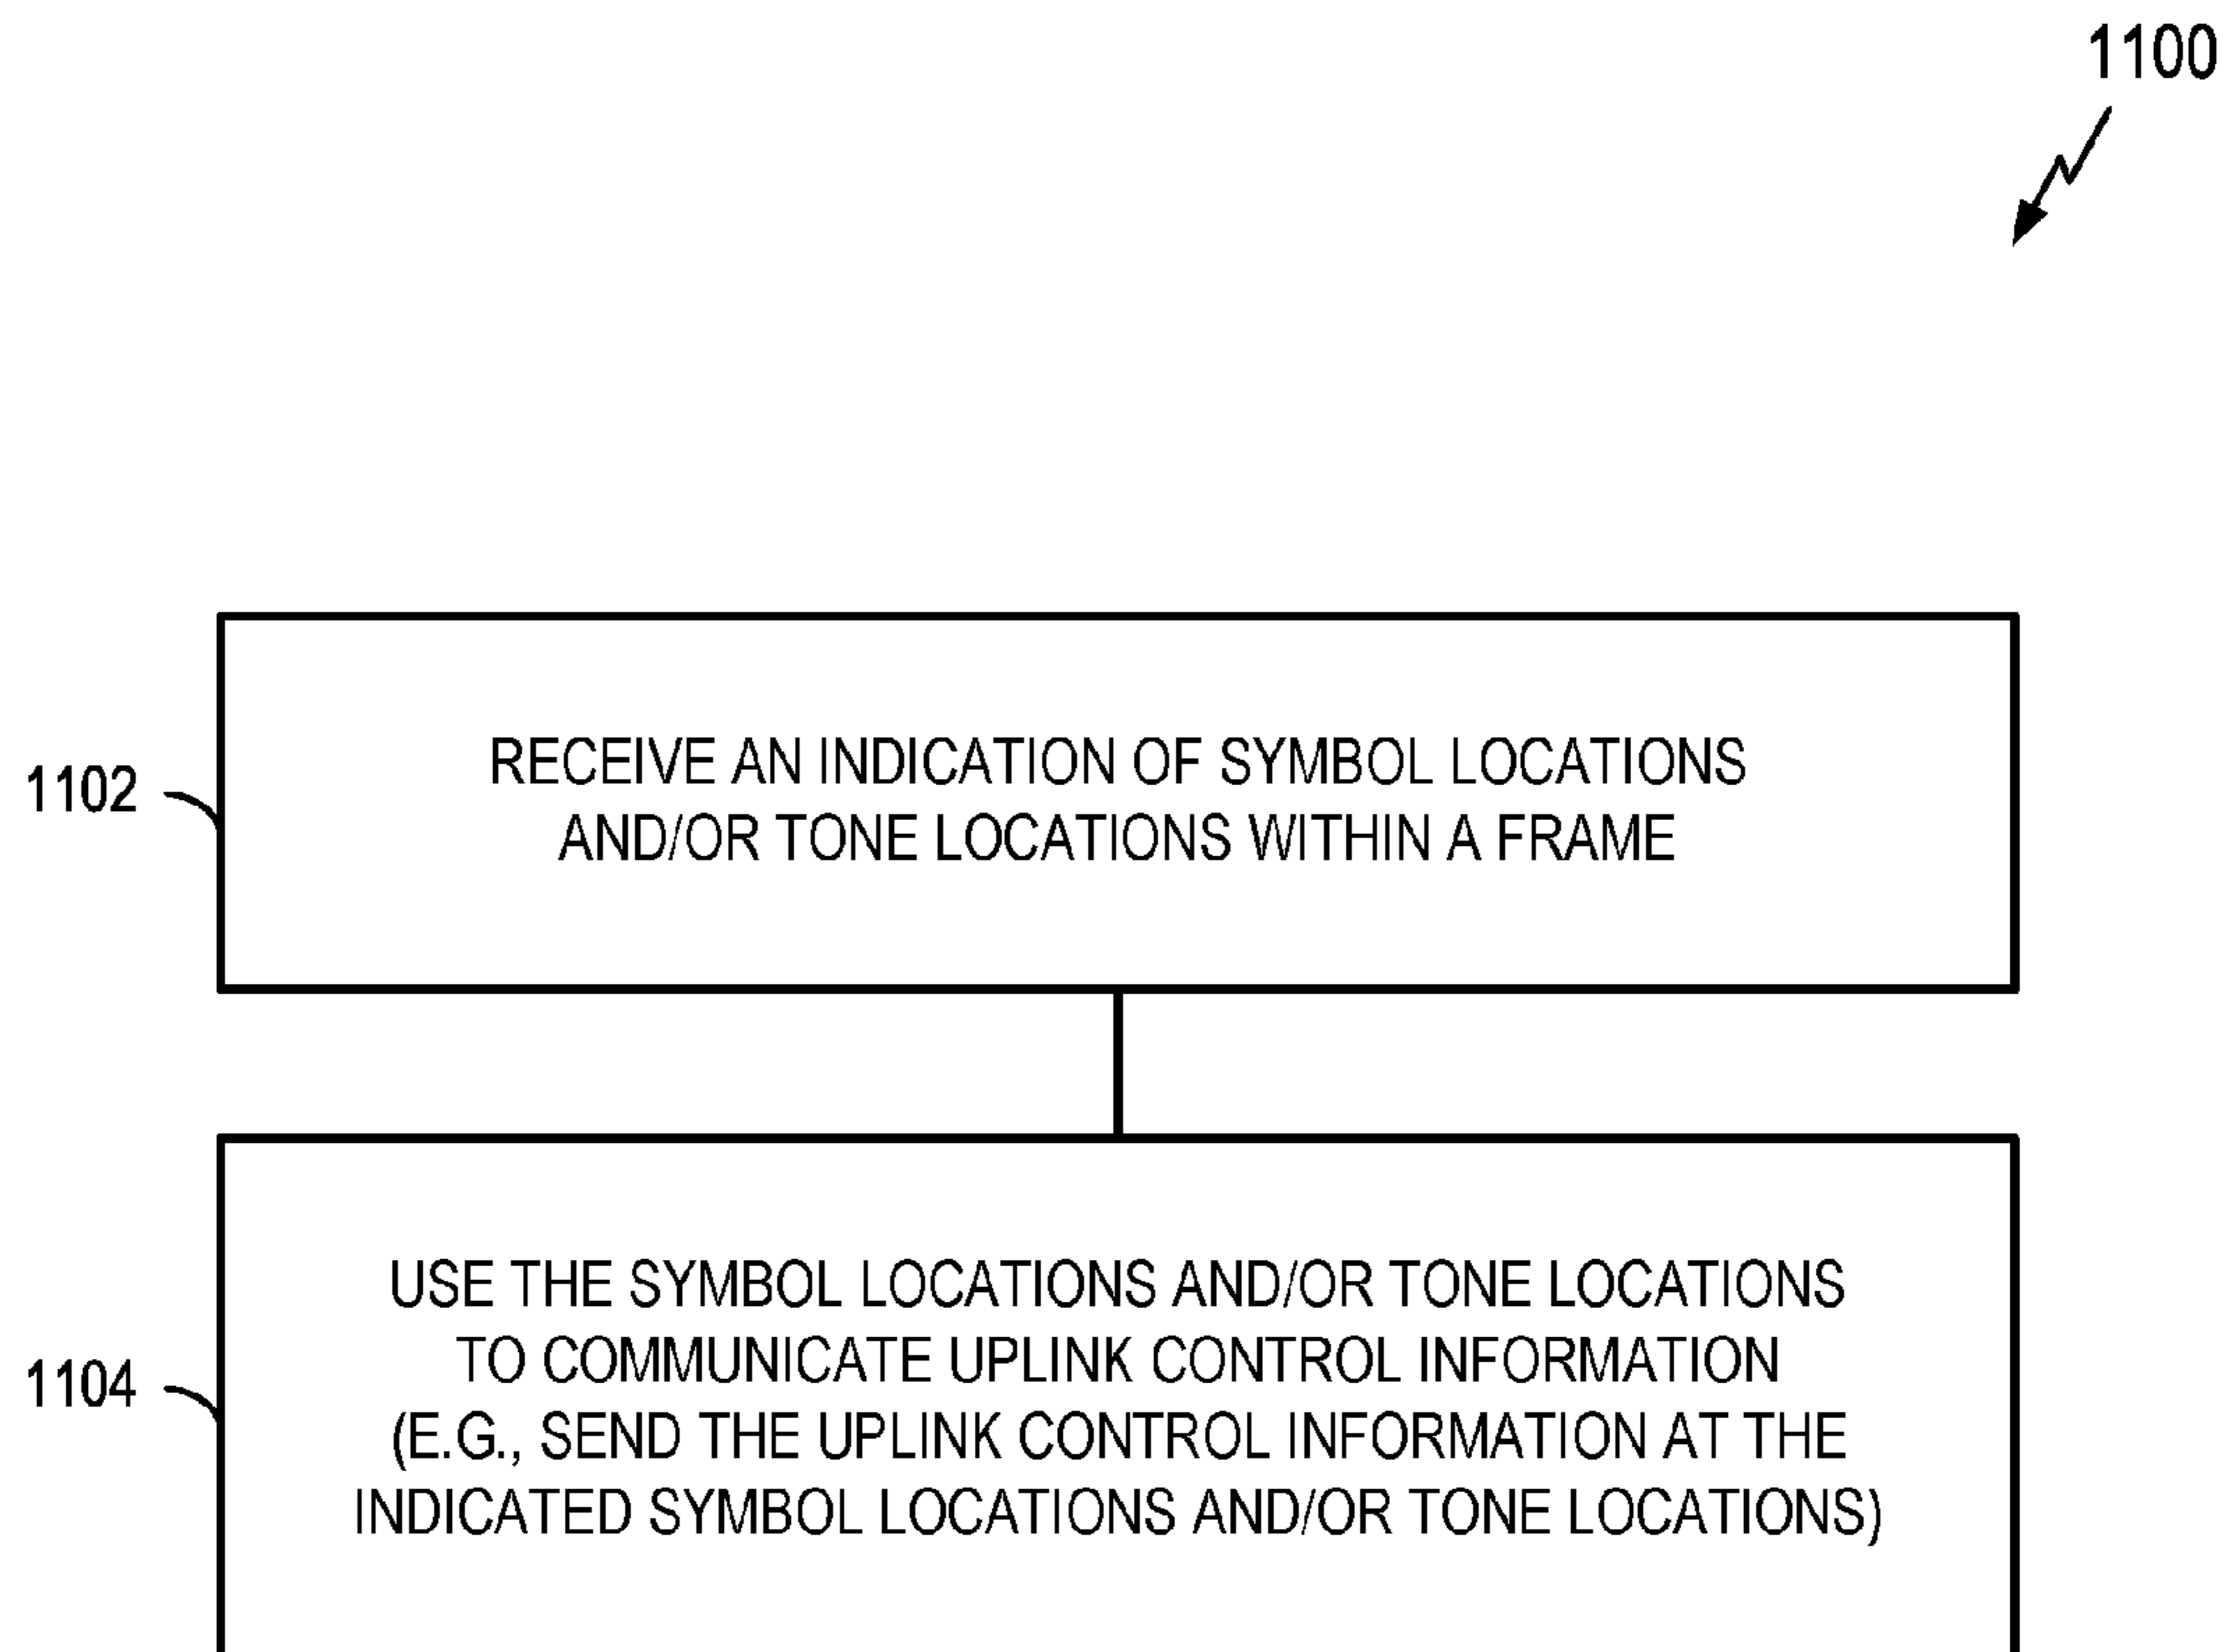 1100
1102
RECEIVE AN INDICATION OF SYMBOL LOCATIONS
AND/OR TONE LOCATIONS WITHIN A FRAME
1104
USE THE SYMBOL LOCATIONS AND/OR TONE LOCATIONS
TO COMMUNICATE UPLINK CONTROL INFORMATION
(E.G., SEND THE UPLINK CONTROL INFORMATION AT THE
INDICATED SYMBOL LOCATIONS AND/OR TONE LOCATIONS)